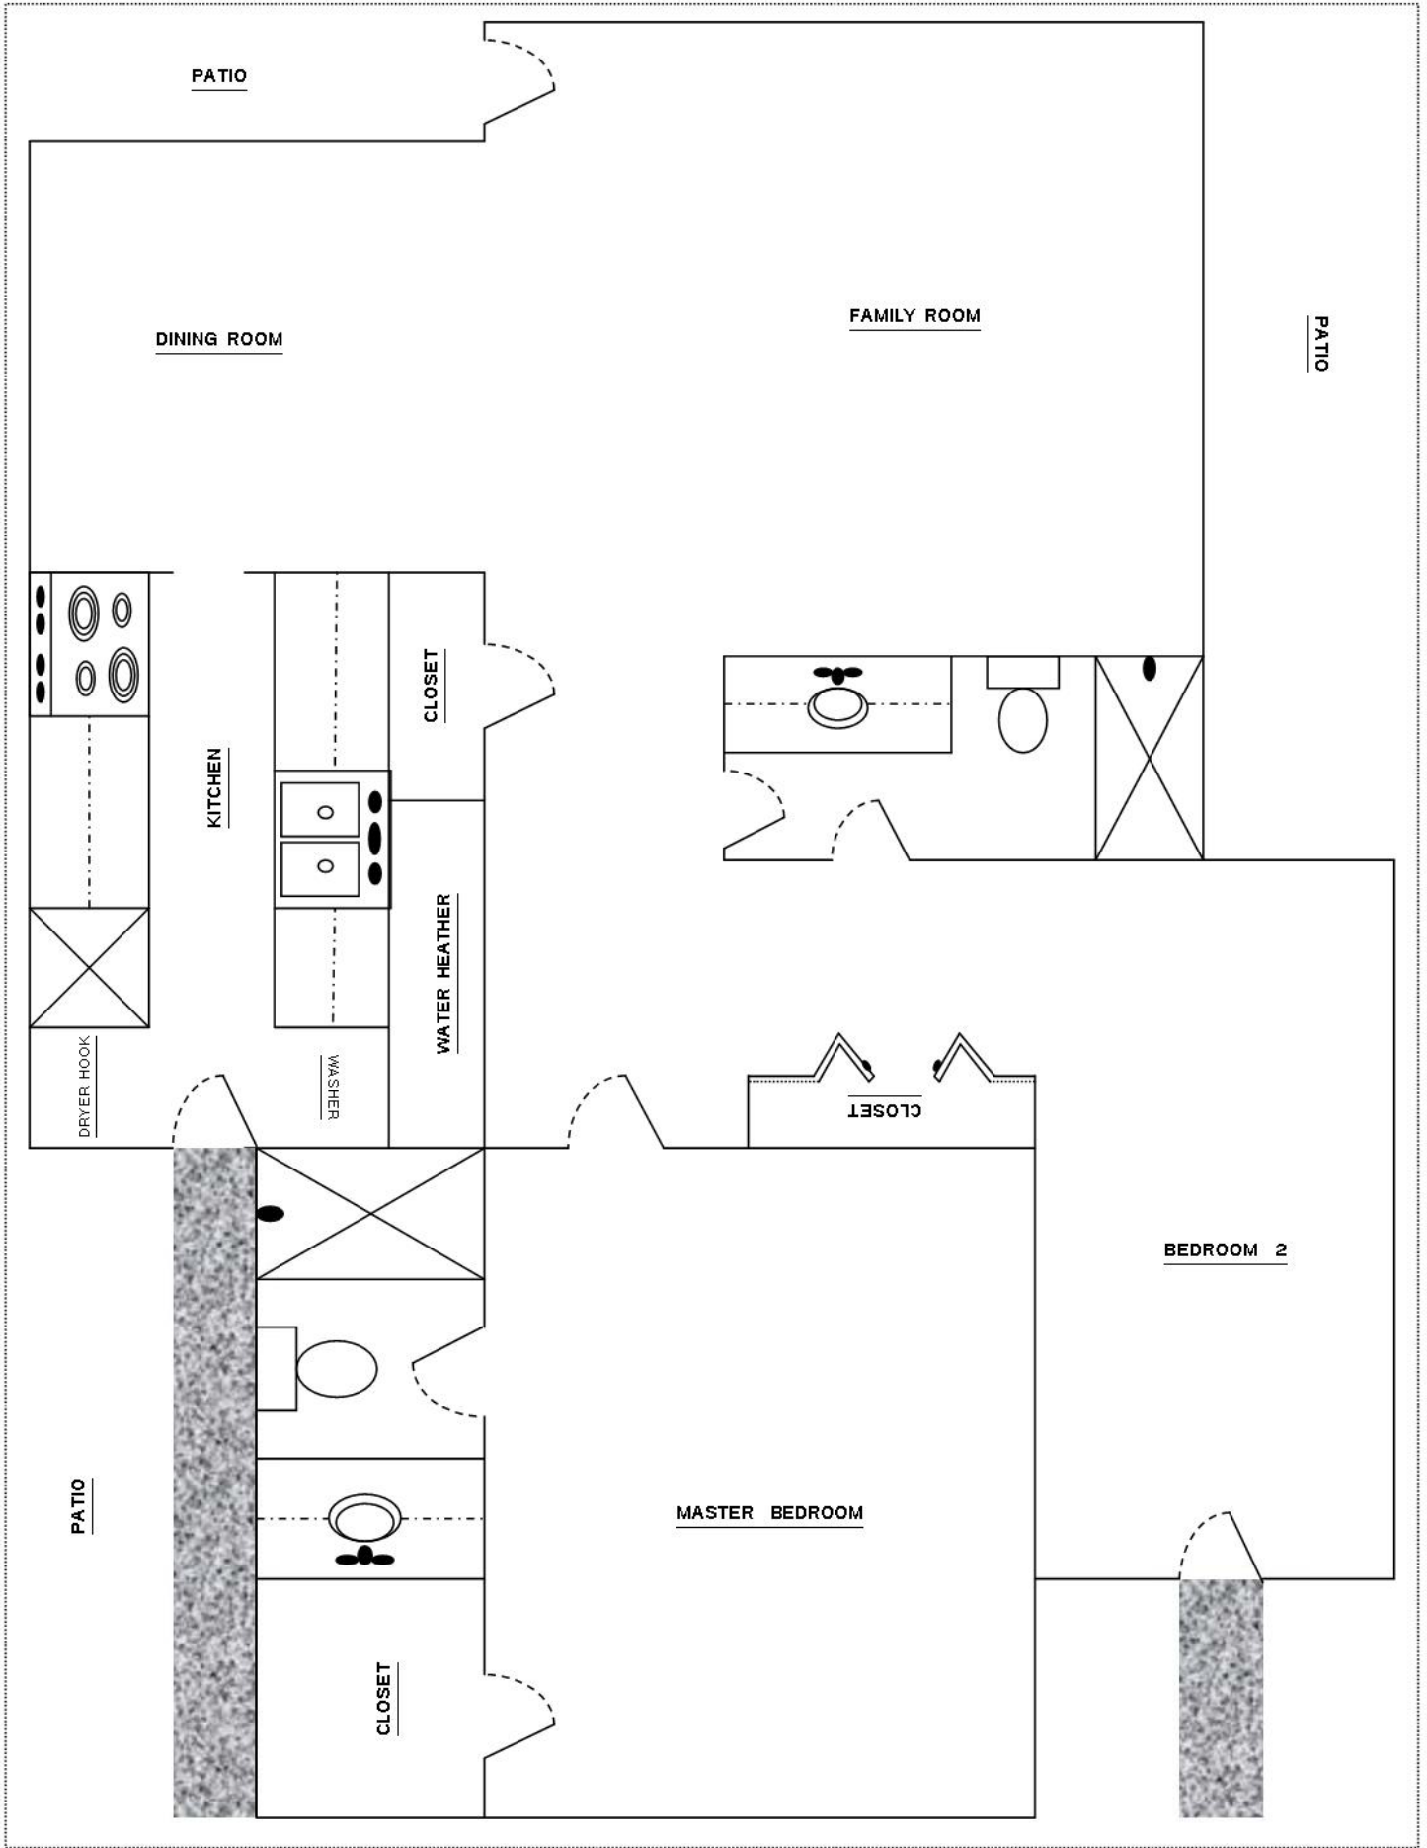 PATIO
FAMILY ROOM
PATIO
DINING ROOM
CLOSET
KITCHEN
WATER HEATHER
DRYER HOOK
WASHER
CLOSET
BEDROOM 2
PATIO
MASTER BEDROOM
CLOSET